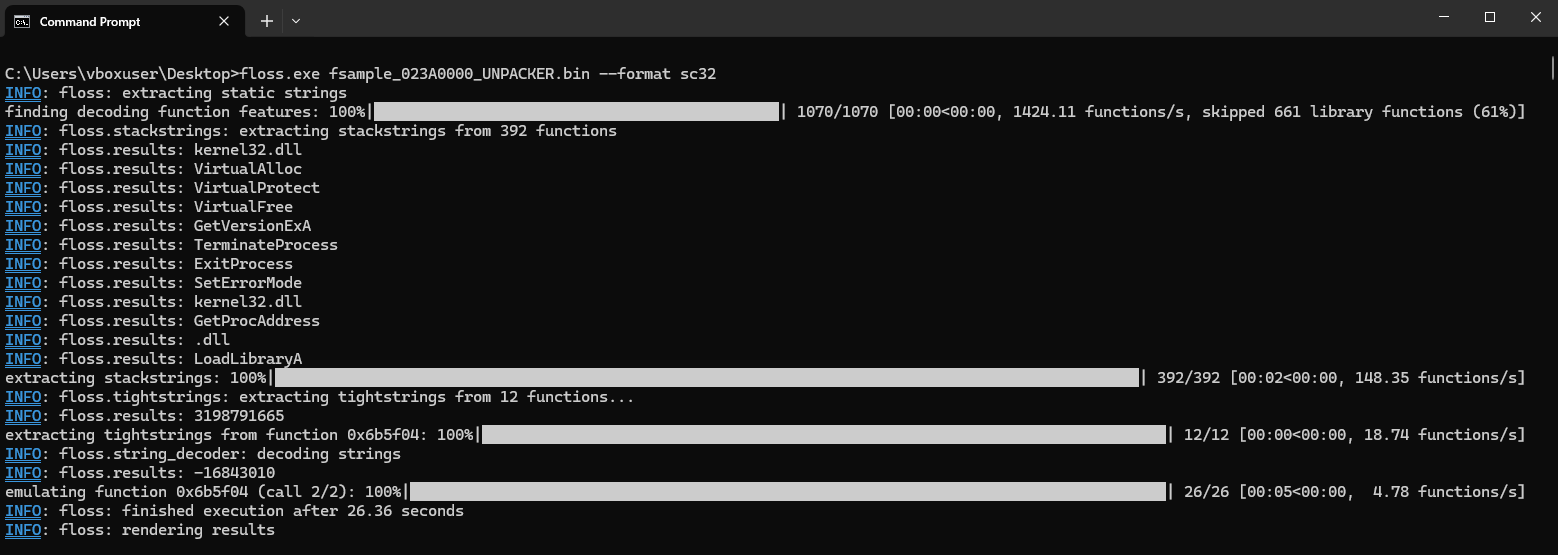 Command Prompt
C:\Users\vboxuser\Desktop>floss.exe fsample_023A0000_UNPACKER.bin --format sc32
INFO: floss: extracting static strings
finding decoding function features: 100%| | 1070/1070 [00:00<00:00, 1424.11 functions/s, skipped 661 library functions (61%)]
INFO: floss.stackstrings: extracting stackstrings from 392 functions
INFO: floss.results: kernel32.dll
INFO: floss.results: VirtualAlloc
INFO: floss.results: VirtualProtect
INFO: floss.results: VirtualFree
INFO: floss.results: GetVersionExA
INFO: floss.results: TerminateProcess
INFO: floss.results: ExitProcess
INFO: floss.results: SetErrorMode
INFO: floss.results: kernel32.dll
INFO: floss.results: GetProcAddress
INFO: floss.results: .dll
INFO: floss.results: LoadLibraryA
extracting stackstrings: 100%| | 392/392 [00:02<00:00, 148.35 functions/s]
INFO: floss.tightstrings: extracting tightstrings from 12 functions...
INFO: floss.results: 3198791665
extracting tightstrings from function 0x6b5f04: 100%| | 12/12 [00:00<00:00, 18.74 functions/s]
INFO: floss.string_decoder: decoding strings
INFO: floss.results: -16843010
emulating function 0x6b5f04 (call 2/2): 100%| | 26/26 [00:05<00:00, 4.78 functions/s]
INFO: floss: finished execution after 26.36 seconds
INFO: floss: rendering results